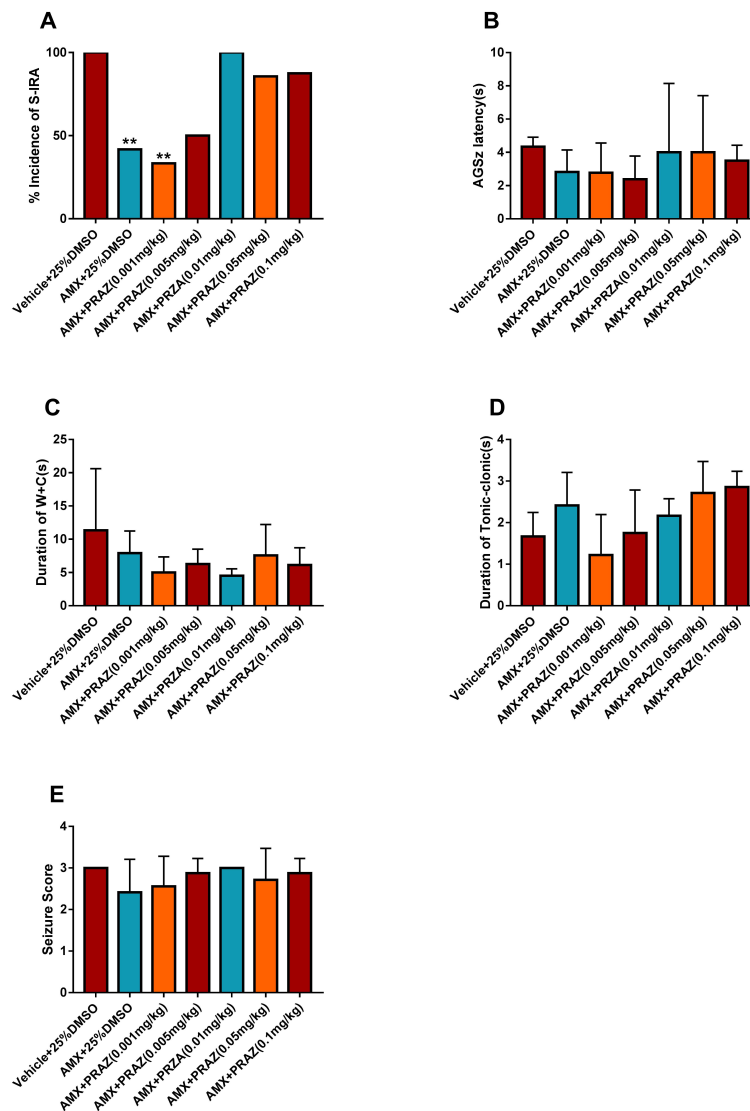 A
% Incidence of S-IRA
100
50
0
**
**
Vehicle+25%DMSO
AMX+25%DMSO
AMX+PRAZ(0.001mg/kg)
AMX+PRAZ(0.005mg/kg)
AMX+PRZA(0.01mg/kg)
AMX+PRAZ(0.05mg/kg)
AMX+PRAZ(0.1mg/kg)
B
AGSz latency(s)
10
8
6
4
2
0
Vehicle+25%DMSO
AMX+25%DMSO
AMX+PRAZ(0.001mg/kg)
AMX+PRAZ(0.005mg/kg)
AMX+PRZA(0.01mg/kg)
AMX+PRAZ(0.05mg/kg)
AMX+PRAZ(0.1mg/kg)
C
Duration of W+C(s)
25
20
15
10
5
0
Vehicle+25%DMSO
AMX+25%DMSO
AMX+PRAZ(0.001mg/kg)
AMX+PRAZ(0.005mg/kg)
AMX+PRZA(0.01mg/kg)
AMX+PRAZ(0.05mg/kg)
AMX+PRAZ(0.1mg/kg)
D
Duration of Tonic-clonic(s)
4
3
2
1
0
Vehicle+25%DMSO
AMX+25%DMSO
AMX+PRAZ(0.001mg/kg)
AMX+PRAZ(0.005mg/kg)
AMX+PRZA(0.01mg/kg)
AMX+PRAZ(0.05mg/kg)
AMX+PRAZ(0.1mg/kg)
E
Seizure Score
4
3
2
1
0
Vehicle+25%DMSO
AMX+25%DMSO
AMX+PRAZ(0.001mg/kg)
AMX+PRAZ(0.005mg/kg)
AMX+PRZA(0.01mg/kg)
AMX+PRAZ(0.05mg/kg)
AMX+PRAZ(0.1mg/kg)